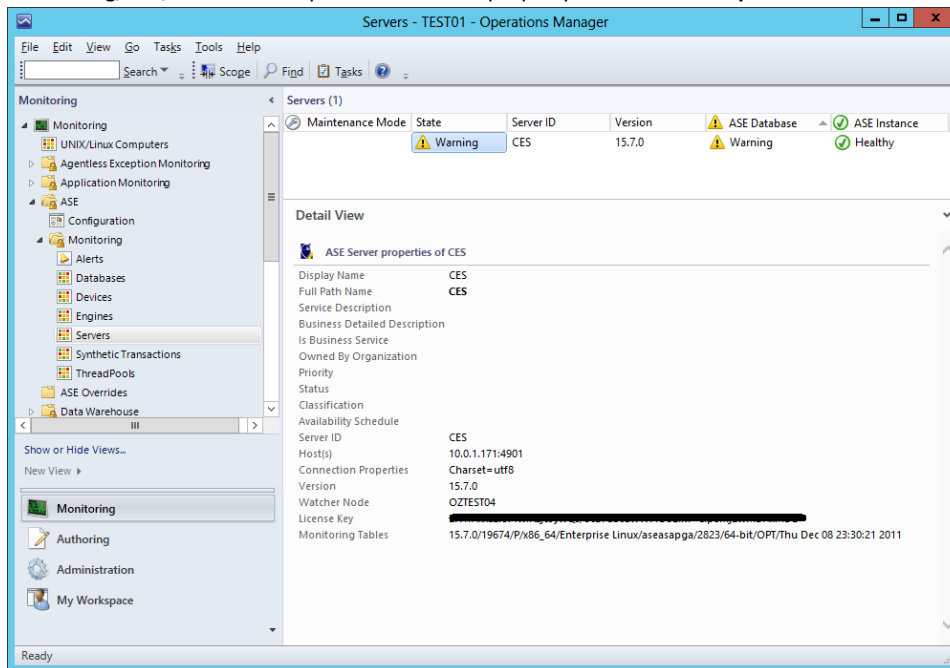 Servers - TEST01 - Operations Manager
File Edit View Go Tasks Tools Help
Search Scope Find Tasks
Monitoring
Monitoring
UNIX/Linux Computers
Agentless Exception Monitoring
Application Monitoring
ASE
Configuration
Monitoring
Alerts
Databases
Devices
Engines
Servers
Synthetic Transactions
ThreadPools
ASE Overrides
Data Warehouse
Show or Hide Views...
New View
Monitoring
Authoring
Administration
My Workspace
Servers (1)
Maintenance Mode State Server ID Version ASE Database ASE Instance
Warning CES 15.7.0 Warning Healthy
Detail View
ASE Server properties of CES
Display Name CES
Full Path Name CES
Service Description
Business Detailed Description
Is Business Service
Owned By Organization
Priority
Status
Classification
Availability Schedule
Server ID CES
Host(s) 10.0.1.171:4901
Connection Properties Charset=utf8
Version 15.7.0
Watcher Node OZTEST04
License Key
Monitoring Tables 15.7.0/19674/P/x86_64/Enterprise Linux/aseasapga/2823/64-bit/OPT/Thu Dec 08 23:30:21 2011
Ready